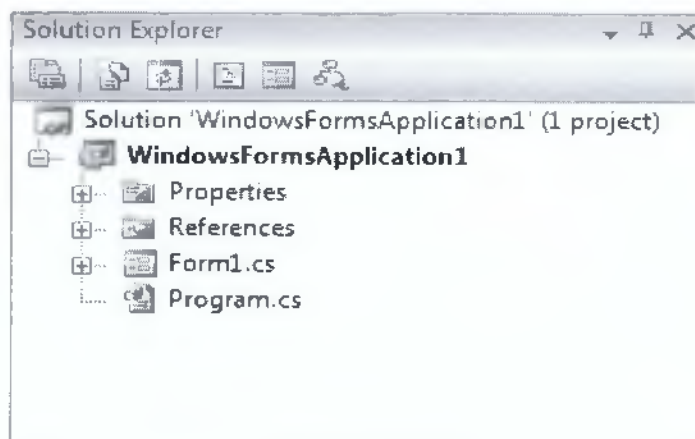 Solution Explorer
Solution 'WindowsFormsApplication1' (1 project)
WindowsFormsApplication1
Properties
References
Form1.cs
Program.cs